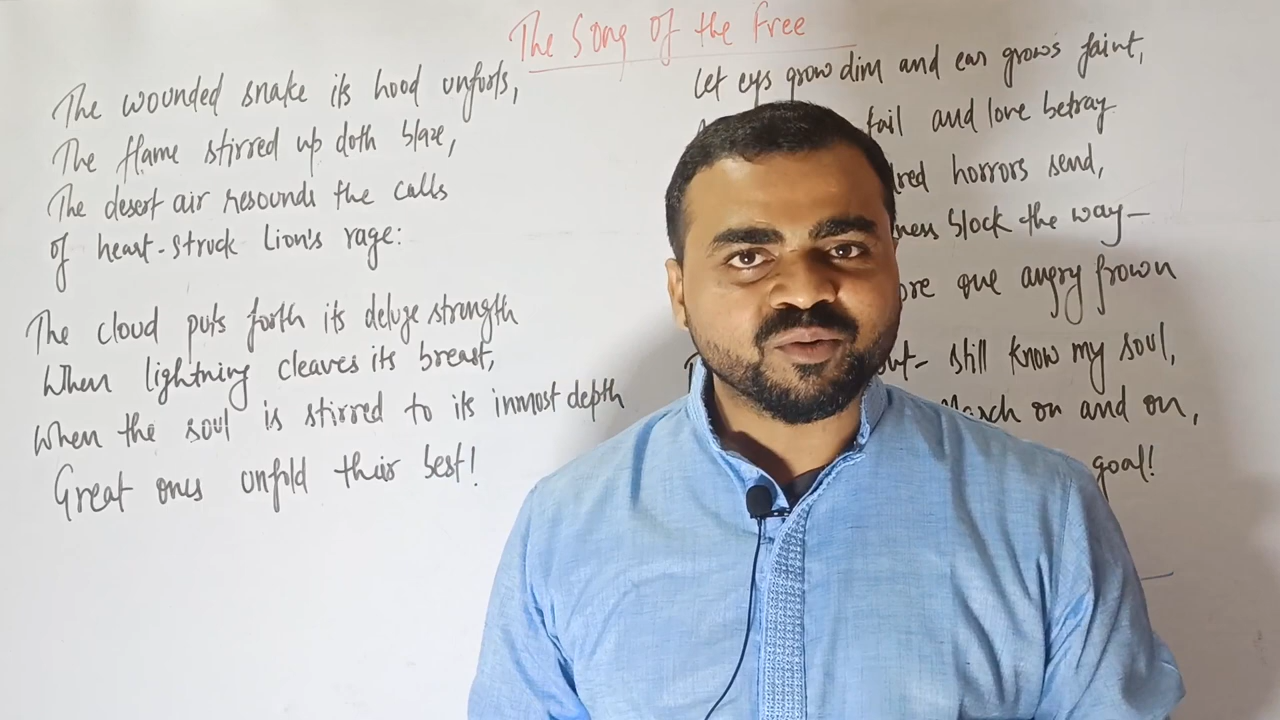 The Song of the Free
The wounded snake its hood unforls,
The flame stirred up doth blaze,
The desert air resounds the calls
Of heart-struck Lion's rage:
The cloud puts forth its deluge strength
When lightning cleaves its breast,
When the soul is stirred to its inmost depth
Great ones unfold their best!
Let eys grow dim and ear grows faint,
fail and love betray
horrors send,
block the way—
one angry frown
still know my soul,
March on and on,
goal!